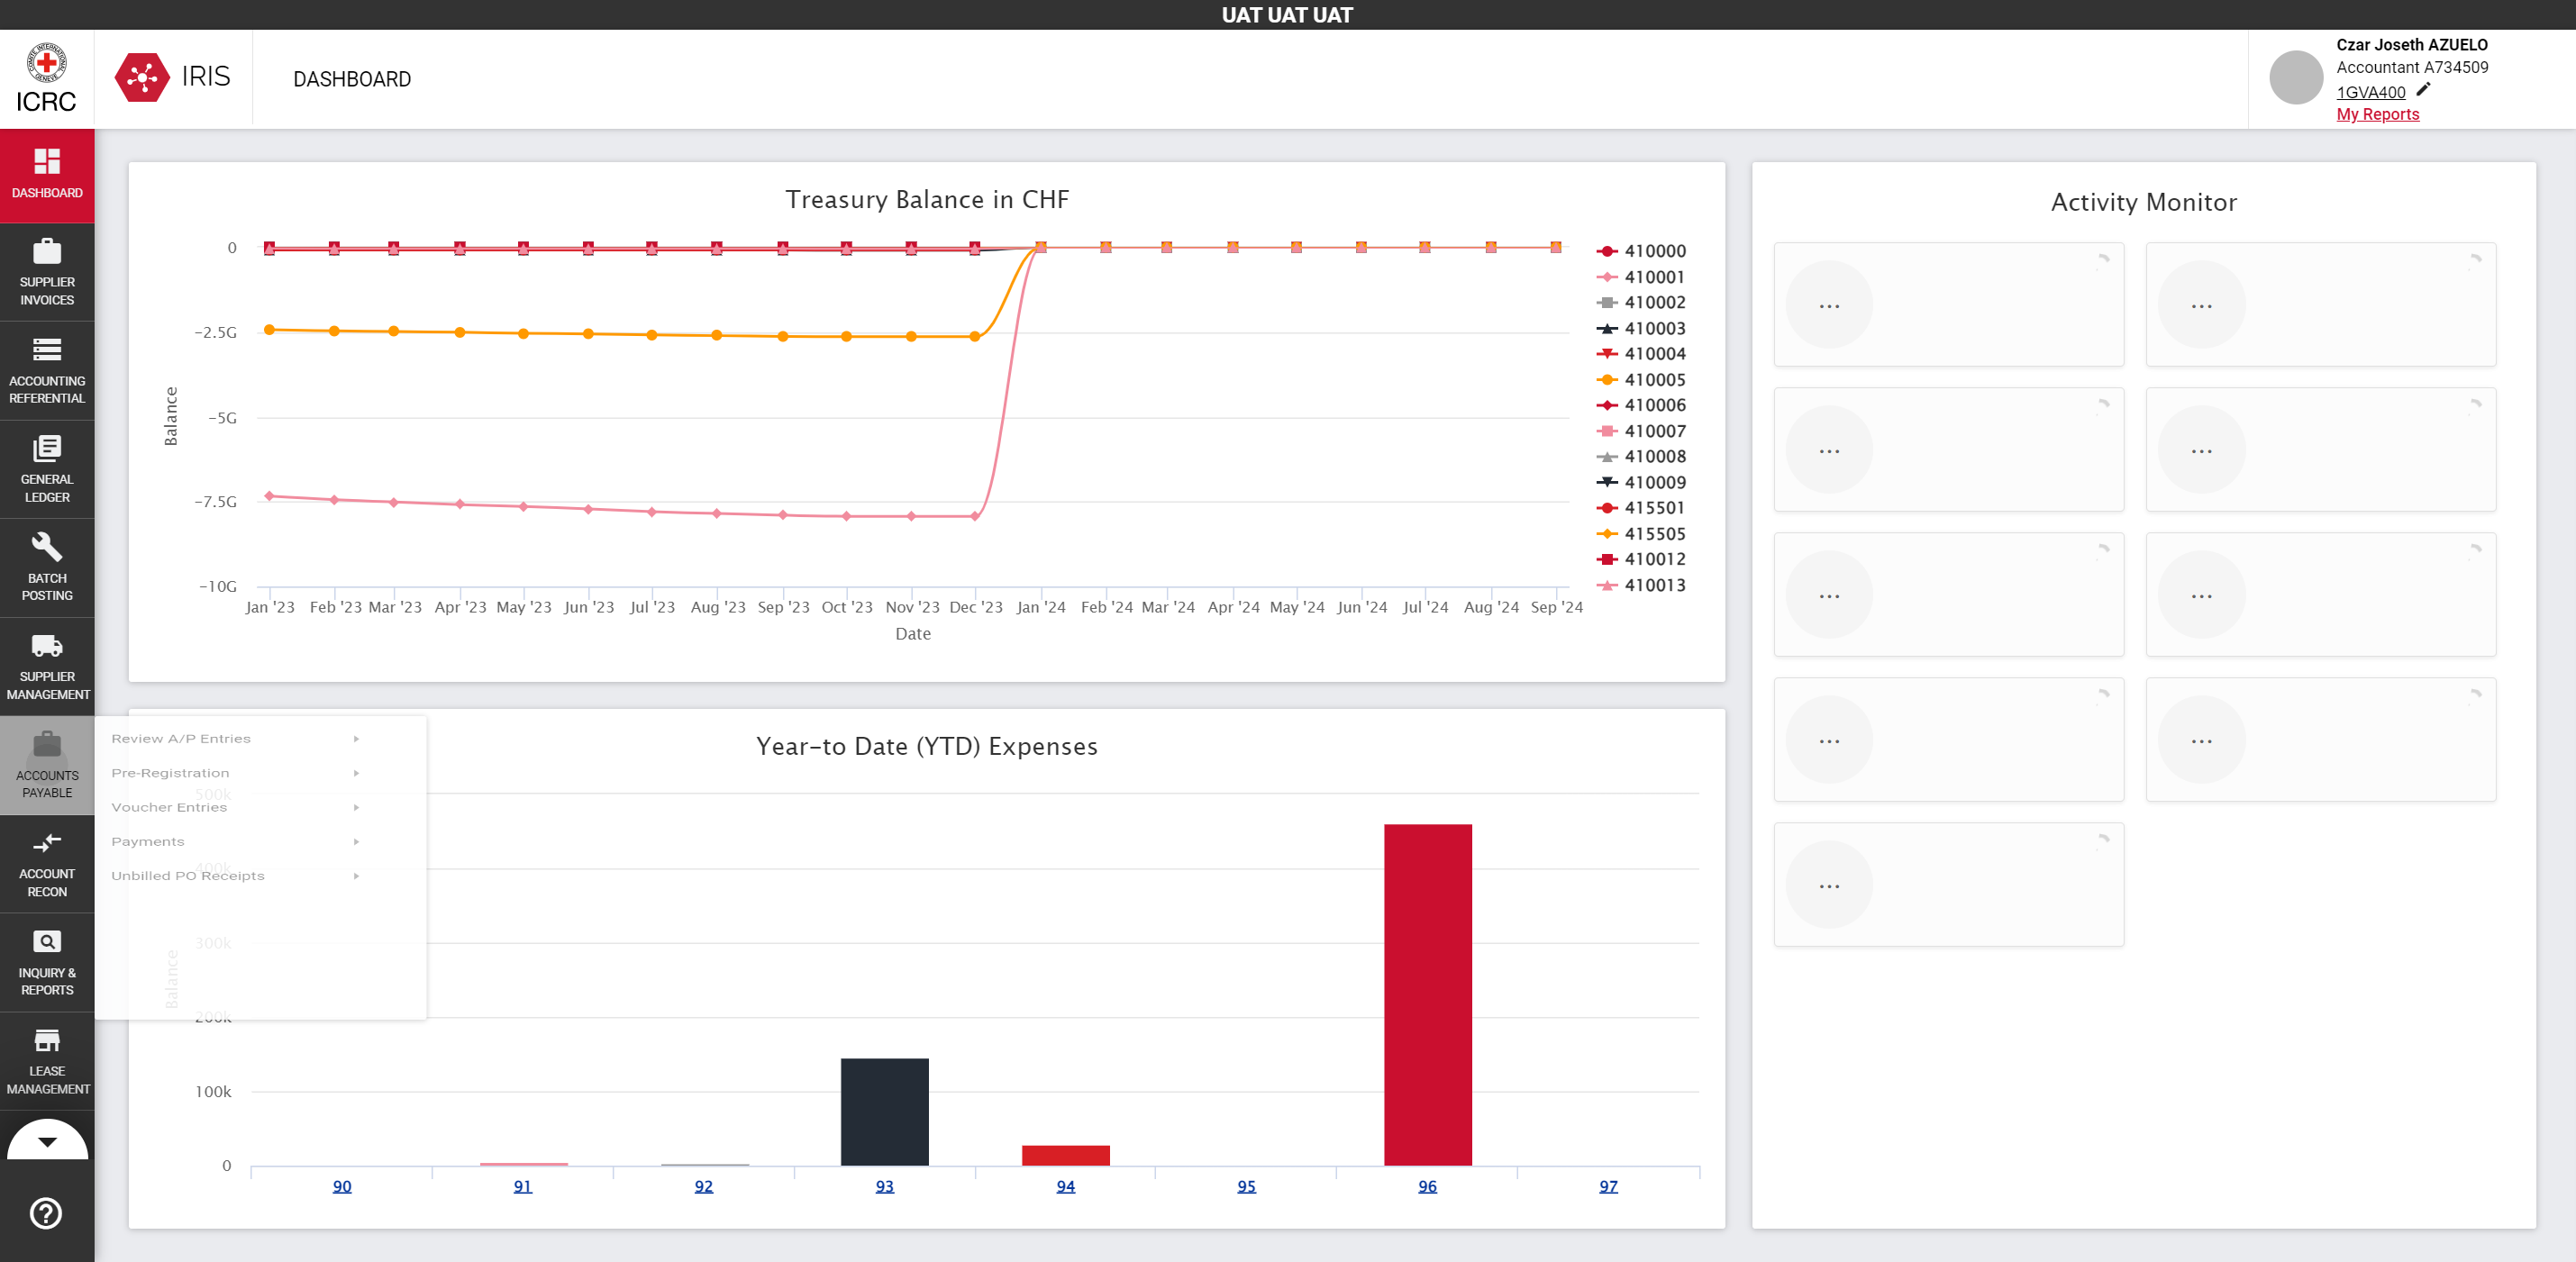 UAT UAT UAT
ICRC
IRIS
DASHBOARD
Czar Joseth AZUELO
Accountant A734509
1GVA400
My Reports
DASHBOARD
SUPPLIER
INVOICES
ACCOUNTING
REFERENTIAL
GENERAL
LEDGER
BATCH
POSTING
SUPPLIER
MANAGEMENT
ACCOUNTS
PAYABLE
ACCOUNT
RECON
INQUIRY &
REPORTS
LEASE
MANAGEMENT
Review A/P Entries
Pre-Registration
Voucher Entries
Payments
Unbilled PO Receipts
Treasury Balance in CHF
Balance
0
−2.5G
−5G
−7.5G
−10G
Jan '23 Feb '23 Mar '23 Apr '23 May '23 Jun '23 Jul '23 Aug '23 Sep '23 Oct '23 Nov '23 Dec '23 Jan '24 Feb '24 Mar '24 Apr '24 May '24 Jun '24 Jul '24 Aug '24 Sep '24
Date
410000
410001
410002
410003
410004
410005
410006
410007
410008
410009
415501
415505
410012
410013
Year-to Date (YTD) Expenses
Balance
500k
400k
300k
200k
100k
0
90 91 92 93 94 95 96 97
Activity Monitor
... ...
... ...
... ...
... ...
...